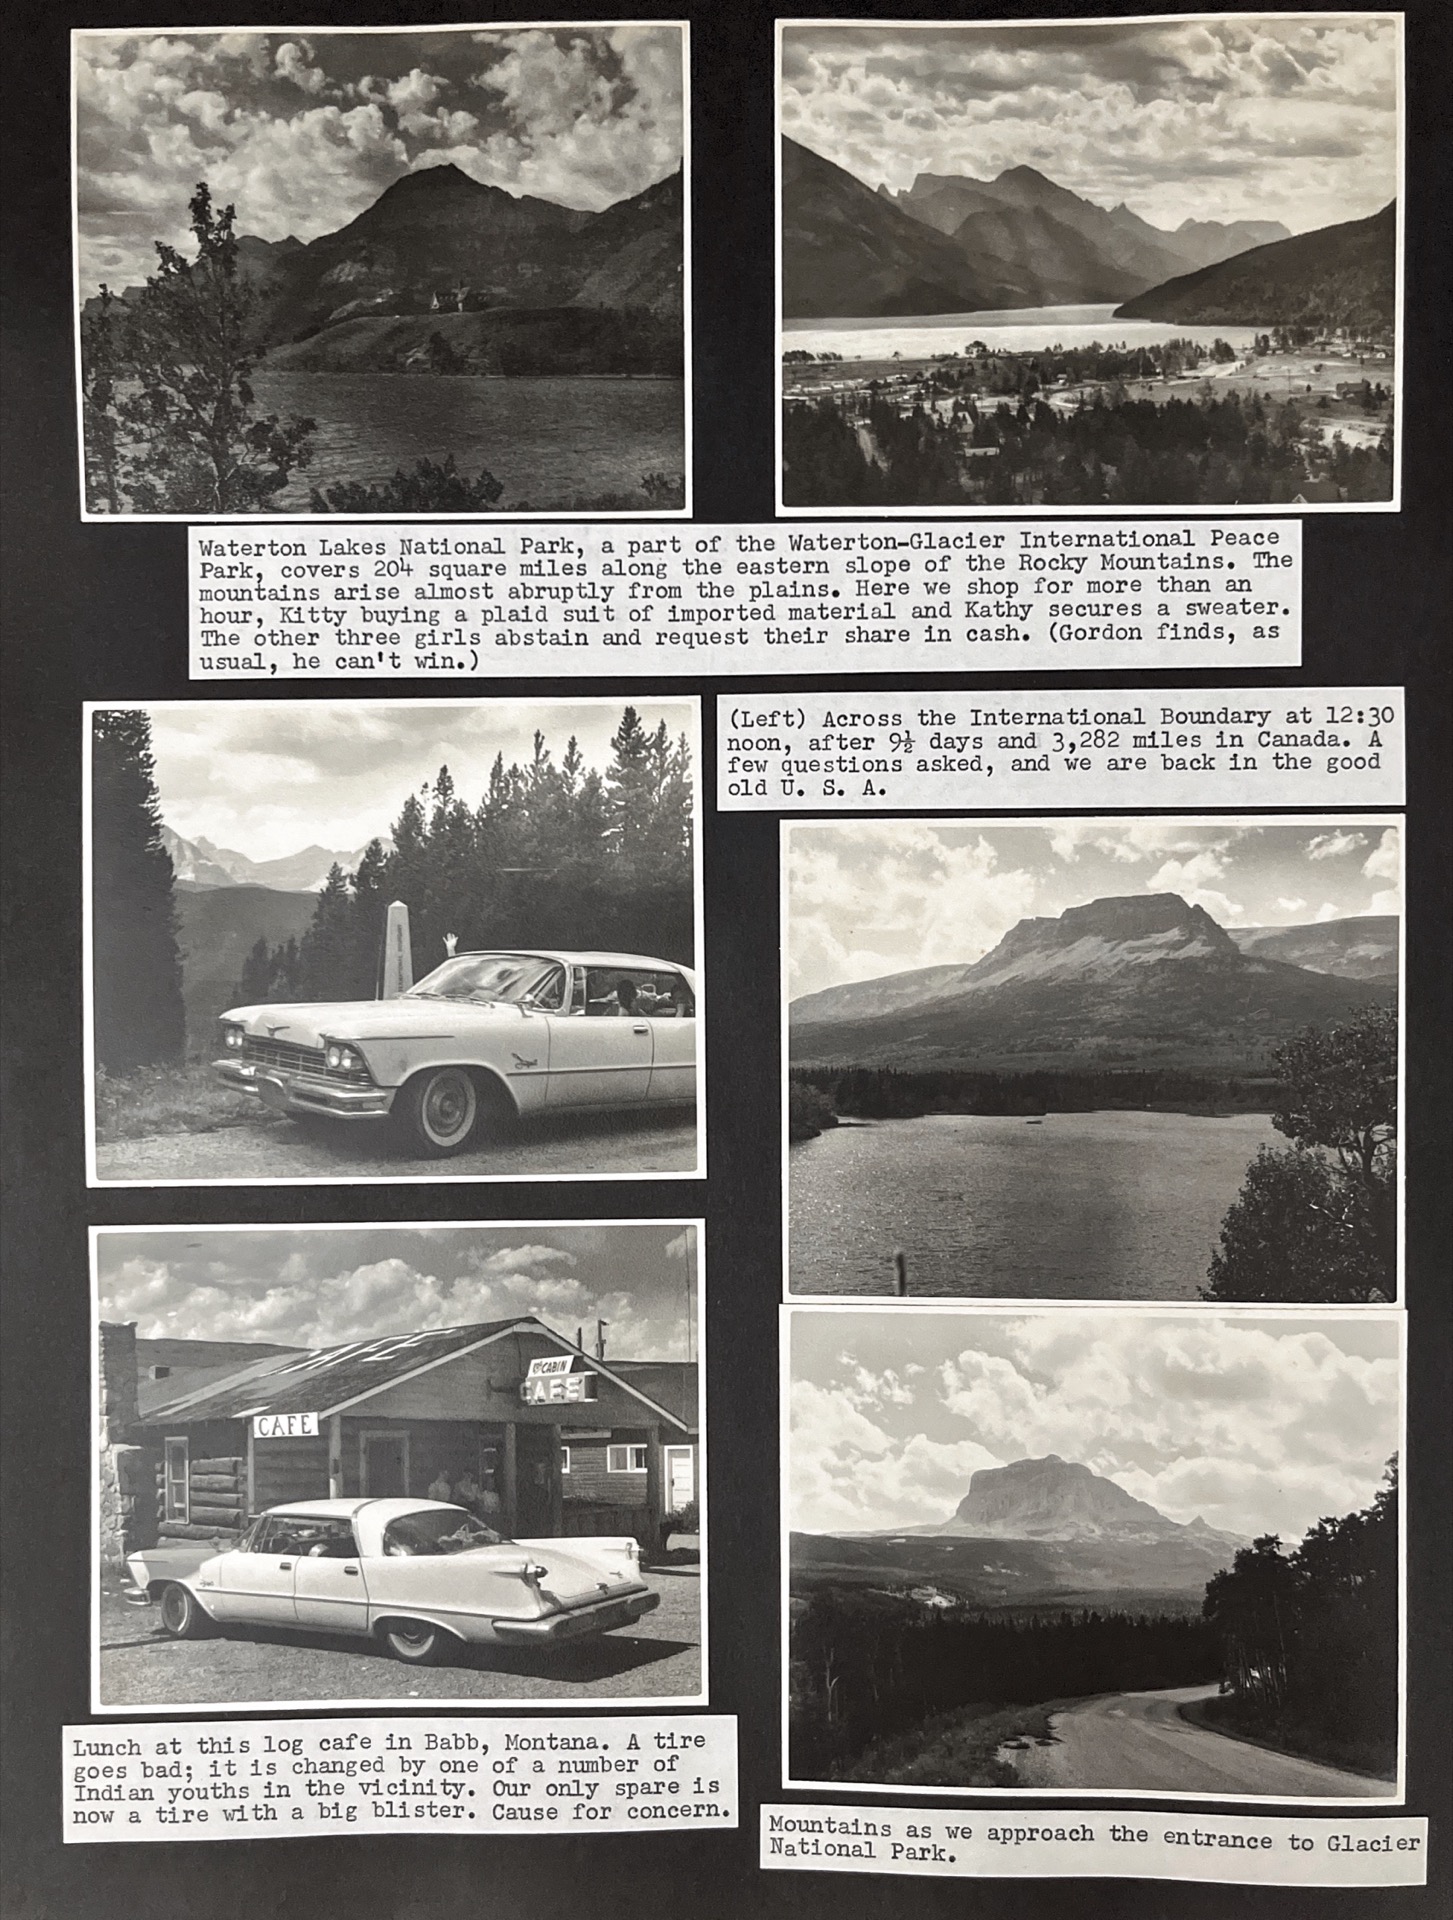 Waterton Lakes National Park, a part of the Waterton-Glacier International Peace
Park, covers 204 square miles along the eastern slope of the Rocky Mountains. The
mountains arise almost abruptly from the plains. Here we shop for more than an
hour, Kitty buying a plaid suit of imported material and Kathy secures a sweater.
The other three girls abstain and request their share in cash. (Gordon finds, as
usual, he can't win.)
(Left) Across the International Boundary at 12:30
noon, after 9½ days and 3,282 miles in Canada. A
few questions asked, and we are back in the good
old U. S. A.
CABIN
CAFE
CAFE
Lunch at this log cafe in Babb, Montana. A tire
goes bad; it is changed by one of a number of
Indian youths in the vicinity. Our only spare is
now a tire with a big blister. Cause for concern.
Mountains as we approach the entrance to Glacier
National Park.